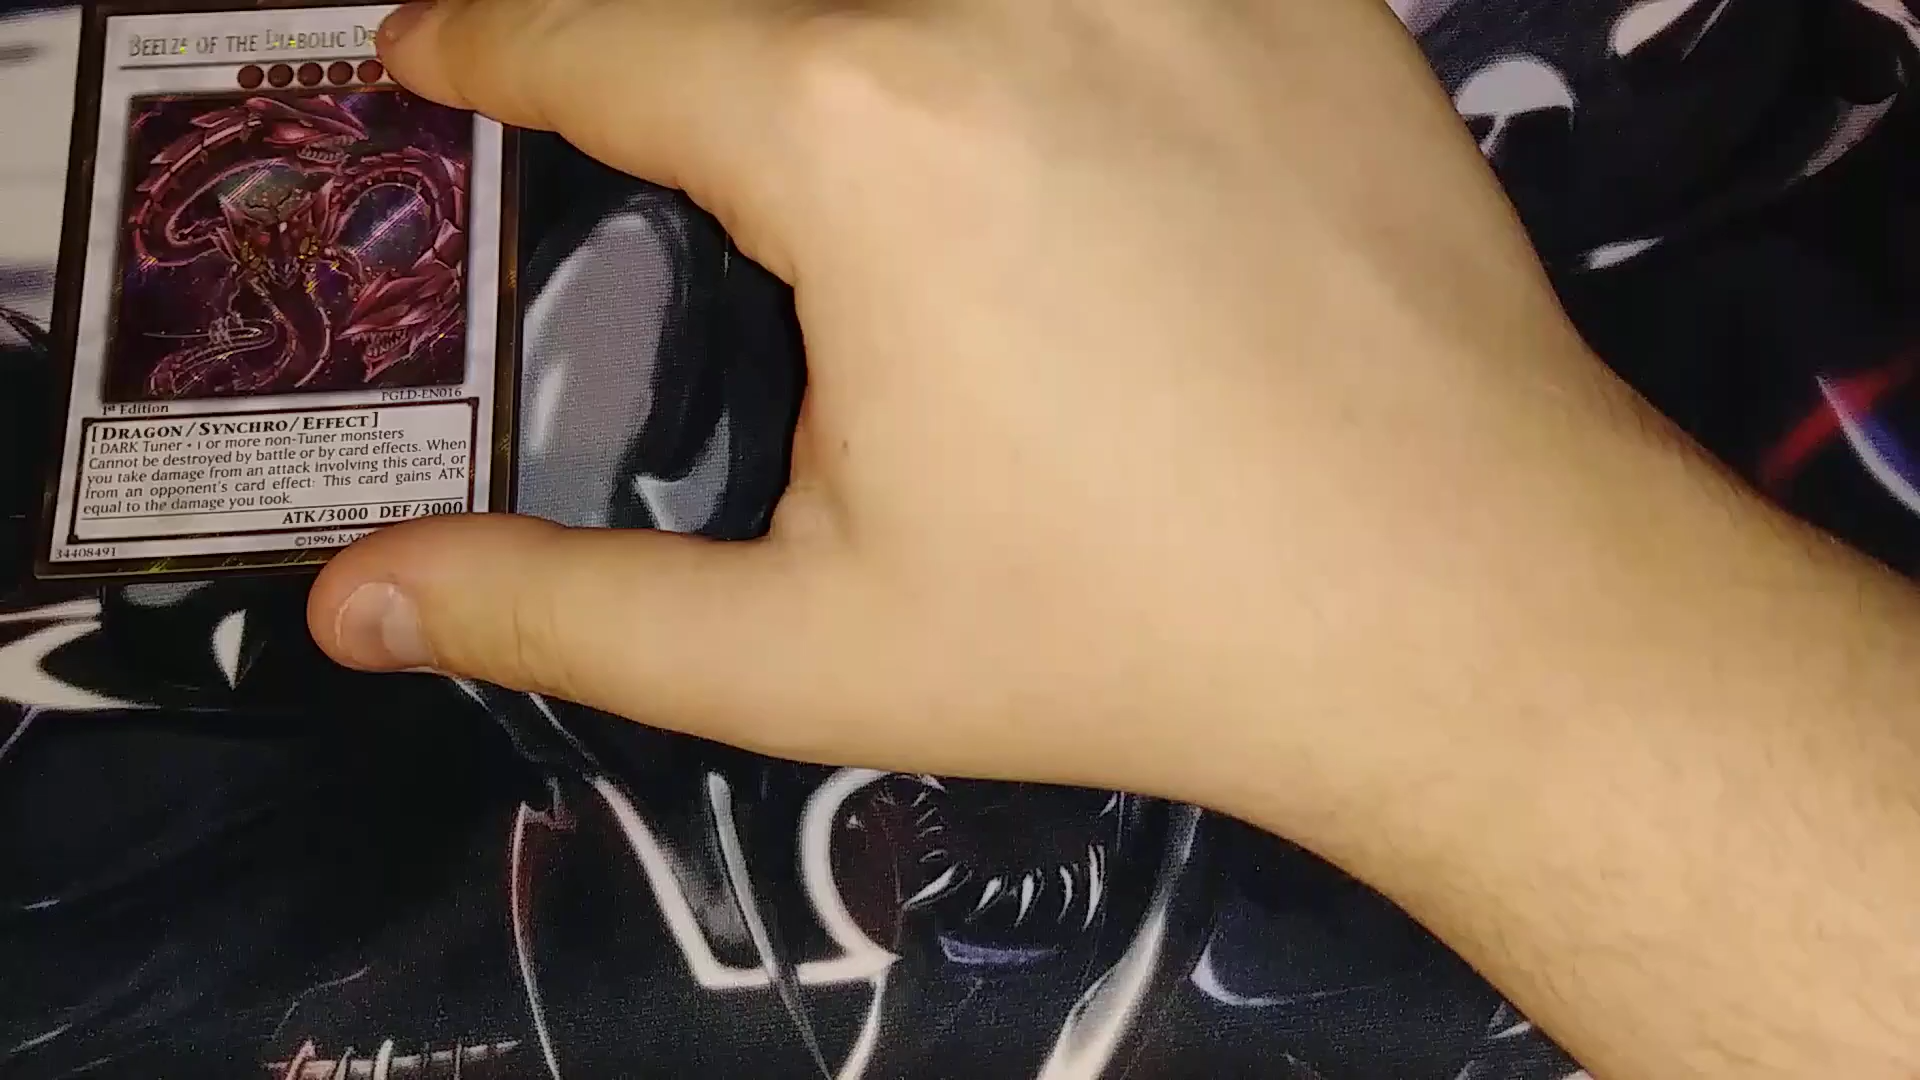 BEELZE OF THE DIABOLIC
PGLD-EN016
1st Edition
[DRAGON/SYNCHRO/EFFECT]
1 DARK Tuner + 1 or more non-Tuner monsters
Cannot be destroyed by battle or by card effects. When
you take damage from an attack involving this card, or
from an opponent's card effect: This card gains ATK
equal to the damage you took.
ATK/3000 DEF/3000
34408491
©1996